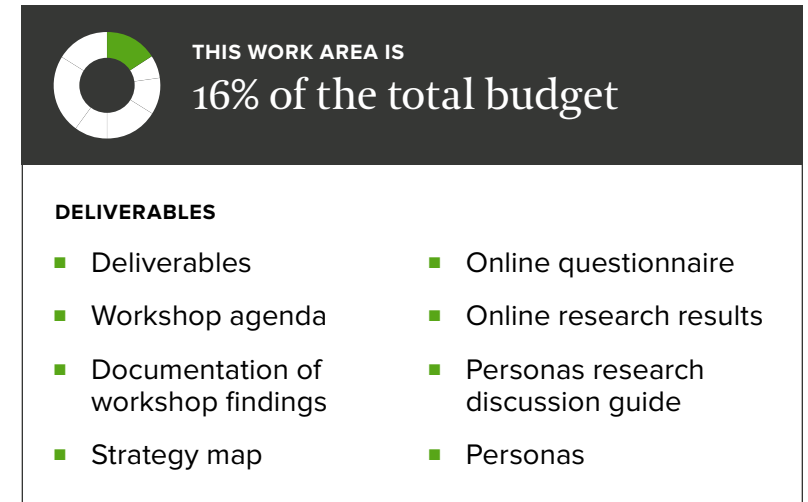 THIS WORK AREA IS
16% of the total budget
DELIVERABLES
Deliverables
Workshop agenda
Documentation of
workshop findings
Strategy map
Online questionnaire
Online research results
Personas research
discussion guide
Personas